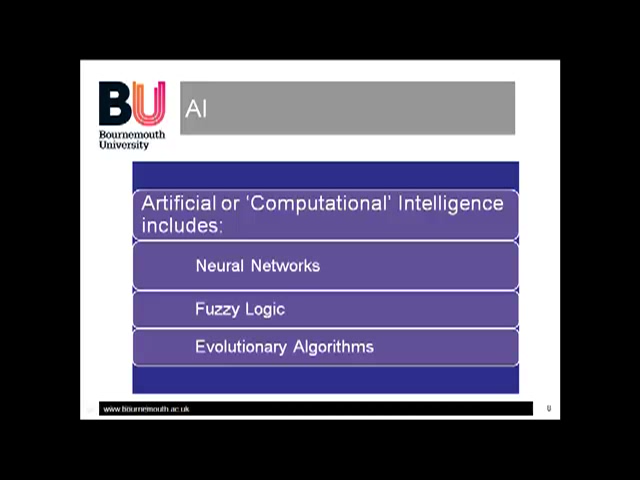 BU
Bournemouth
University
AI
Artificial or 'Computational' Intelligence
includes:
Neural Networks
Fuzzy Logic
Evolutionary Algorithms
www.bournemouth.ac.uk